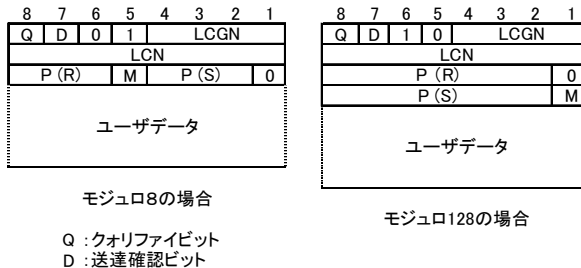 8 7 6 5 4 3 2 1
Q D 0 1 LCGN
LCN
P (R) M P (S) 0
ユーザデータ
モジュロ8の場合
Q :クォリファイビット
D :送達確認ビット
8 7 6 5 4 3 2 1
Q D 1 0 LCGN
LCN
P (R) 0
P (S) M
ユーザデータ
モジュロ128の場合